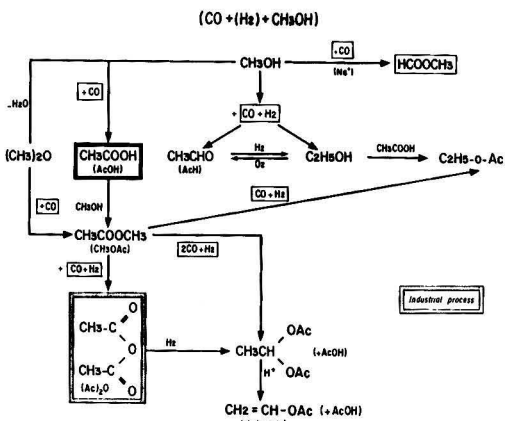 (CO +(H2)+CH3OH)
CH3OH
+CO
(Na+)
HCOOCH3
-H2O
+CO
+ CO+H2
(CH3)2O
CH3COOH
(AcOH)
CH3CHO
(AcH)
H2
O2
C2H5OH
CH3COOH
C2H5-O-Ac
+CO
CH3OH
CO+H2
CH3COOCH3
(CH3OAc)
2CO+H2
+ CO+H2
Industrial process
O
CH3-C
O
CH3-C
O
(Ac)2O
H2
OAc
CH3CH (+AcOH)
OAc
H+
CH2=CH-OAc (+AcOH)